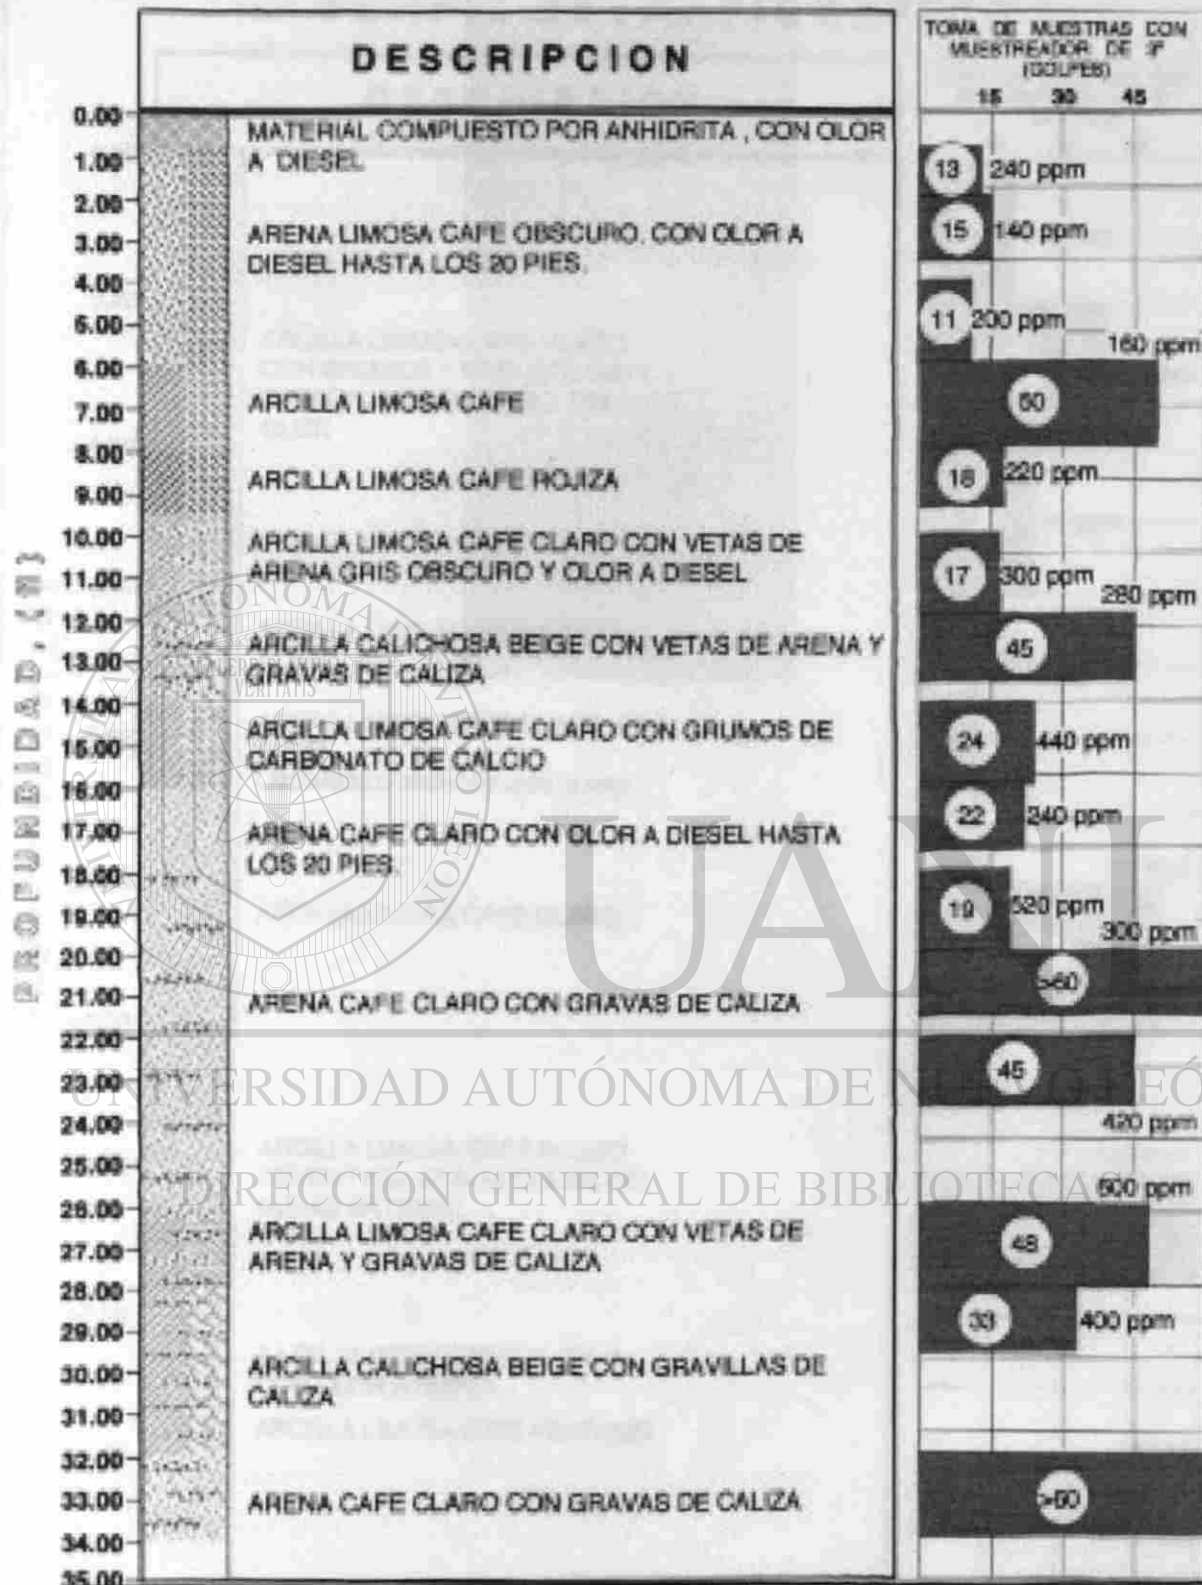 DESCRIPCION
TOMA DE MUESTRAS CON
MUESTREADOR DE 3"
(GOLPES)
15 30 45
PROFUNDIDAD, (M)
0.00
1.00
2.00
3.00
4.00
5.00
6.00
7.00
8.00
9.00
10.00
11.00
12.00
13.00
14.00
15.00
16.00
17.00
18.00
19.00
20.00
21.00
22.00
23.00
24.00
25.00
26.00
27.00
28.00
29.00
30.00
31.00
32.00
33.00
34.00
35.00
MATERIAL COMPUESTO POR ANHIDRITA , CON OLOR
A DIESEL
ARENA LIMOSA CAFE OBSCURO, CON OLOR A
DIESEL HASTA LOS 20 PIES.
ARCILLA LIMOSA CAFE
ARCILLA LIMOSA CAFE ROJIZA
ARCILLA LIMOSA CAFE CLARO CON VETAS DE
ARENA GRIS OBSCURO Y OLOR A DIESEL
ARCILLA CALICHOSA BEIGE CON VETAS DE ARENA Y
GRAVAS DE CALIZA
ARCILLA LIMOSA CAFE CLARO CON GRUMOS DE
CARBONATO DE CALCIO
ARENA CAFE CLARO CON OLOR A DIESEL HASTA
LOS 20 PIES.
ARENA CAFE CLARO CON GRAVAS DE CALIZA
ARCILLA LIMOSA CAFE CLARO CON VETAS DE
ARENA Y GRAVAS DE CALIZA
ARCILLA CALICHOSA BEIGE CON GRAVILLAS DE
CALIZA
ARENA CAFE CLARO CON GRAVAS DE CALIZA
13 240 ppm
15 140 ppm
11 200 ppm
160 ppm
50
18 220 ppm
17 300 ppm
280 ppm
45
24 440 ppm
22 240 ppm
19 520 ppm
300 ppm
>60
45
420 ppm
500 ppm
48
33 400 ppm
>60
UANL
UNIVERSIDAD AUTÓNOMA DE NUEVO LEÓ
DIRECCIÓN GENERAL DE BIBLIOTECAS
VERITATIS